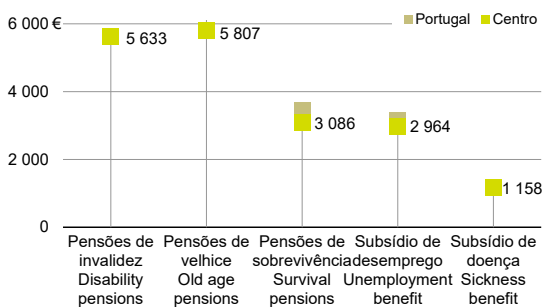 6 000 €
Portugal Centro
5 633
5 807
4 000
3 086
2 964
2 000
1 158
0
Pensões de Pensões de Pensões de Subsídio de Subsídio de
invalidez velhice sobrevivência desemprego doença
Disability Old age Survival Unemployment Sickness
pensions pensions pensions benefit benefit